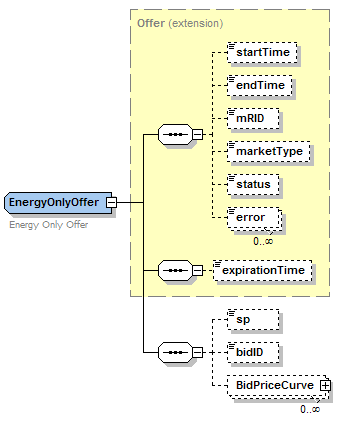 Offer (extension)
startTime
endTime
mRID
marketType
status
error
0..∞
EnergyOnlyOffer
Energy Only Offer
expirationTime
sp
bidID
BidPriceCurve
0..∞